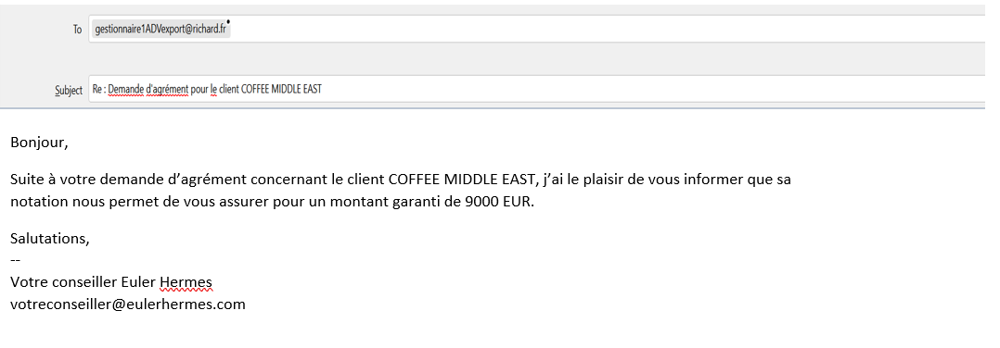 To gestionnaire1ADVexport@richard.fr
Subject Re : Demande d'agrément pour le client COFFEE MIDDLE EAST
Bonjour,
Suite à votre demande d’agrément concernant le client COFFEE MIDDLE EAST, j’ai le plaisir de vous informer que sa
notation nous permet de vous assurer pour un montant garanti de 9000 EUR.
Salutations,
--
Votre conseiller Euler Hermes
votreconseiller@eulerhermes.com